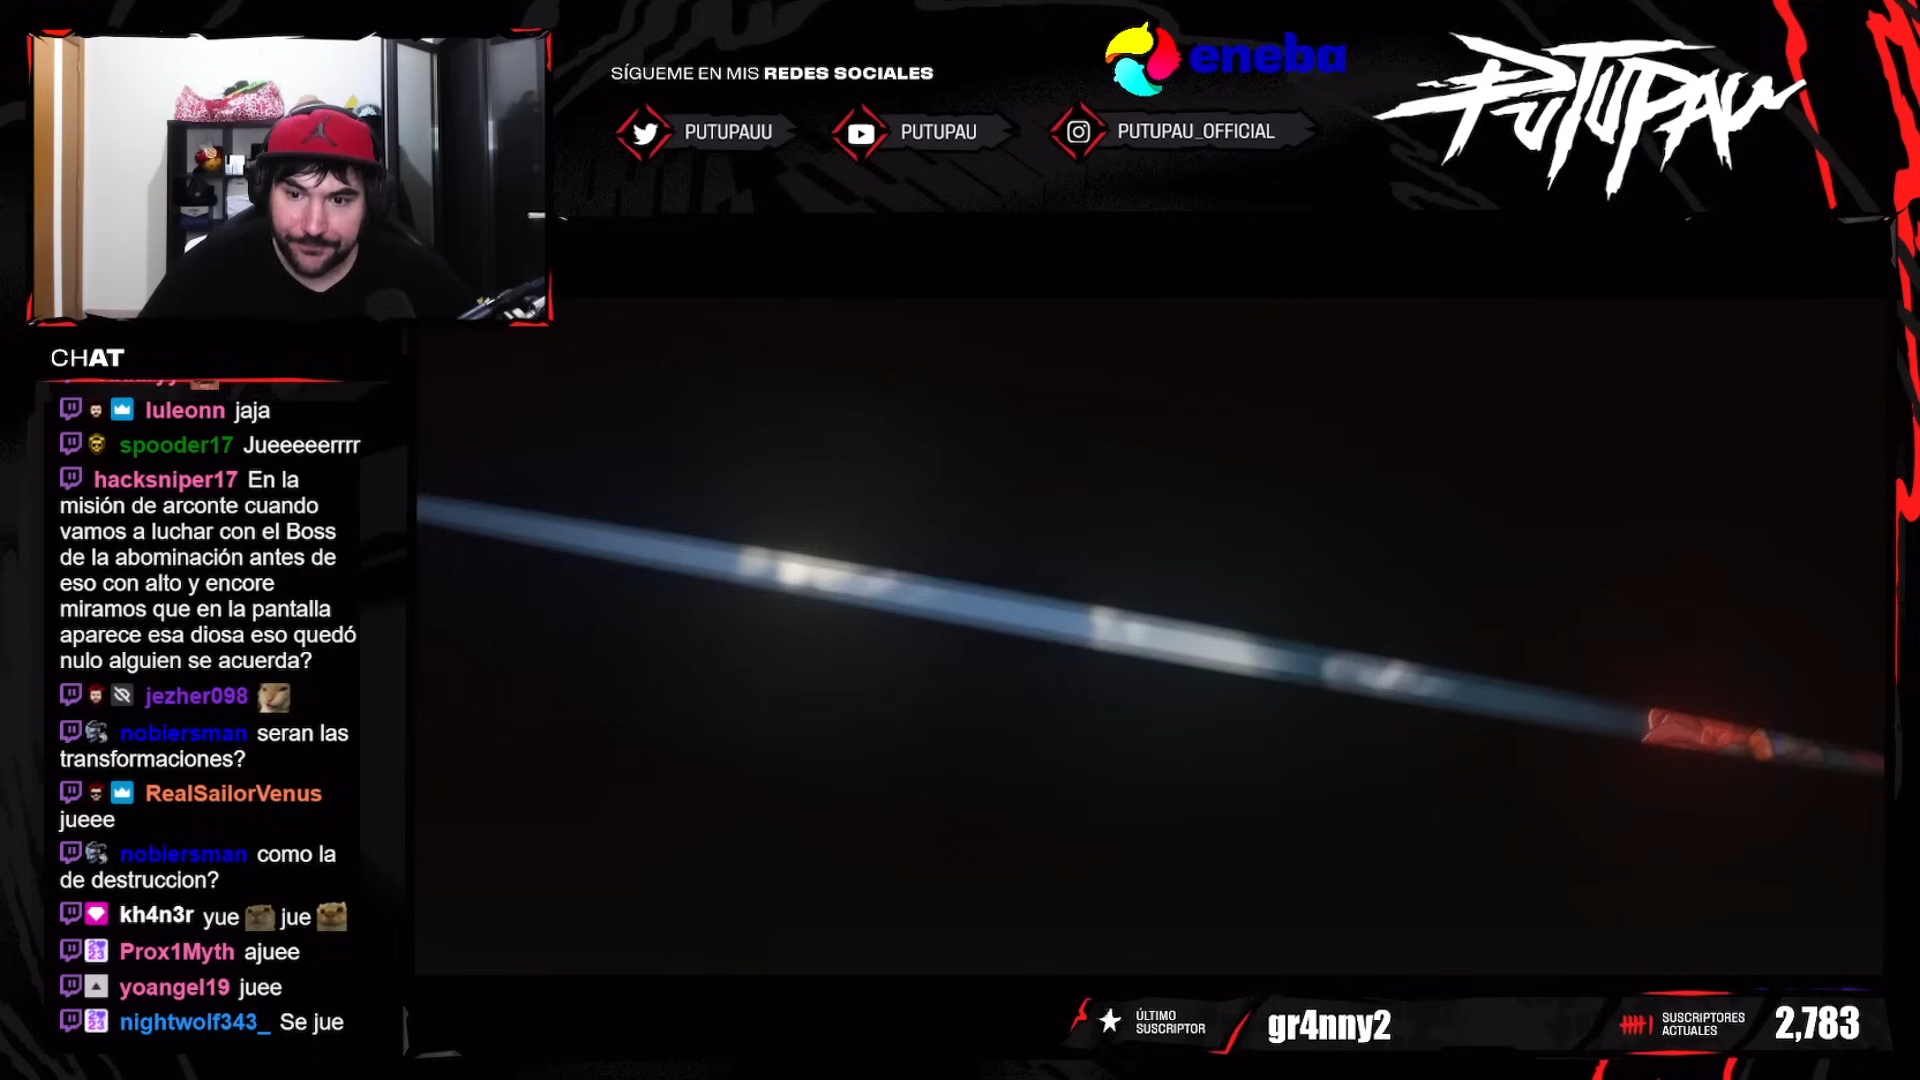 SÍGUEME EN MIS REDES SOCIALES
eneba
PUTUPAU
PUTUPAUU
PUTUPAU
PUTUPAU_OFFICIAL
CHAT
luleonn jaja
spooder17 Jueeeeerrrr
hacksniper17 En la
misión de arconte cuando
vamos a luchar con el Boss
de la abominación antes de
eso con alto y encore
miramos que en la pantalla
aparece esa diosa eso quedó
nulo alguien se acuerda?
jezher098
nobiersman seran las
transformaciones?
RealSailorVenus
jueee
nobiersman como la
de destruccion?
kh4n3r yue jue
Prox1Myth ajuee
yoangel19 juee
nightwolf343_ Se jue
ÚLTIMO
SUSCRIPTOR
gr4nny2
SUSCRIPTORES
ACTUALES
2,783